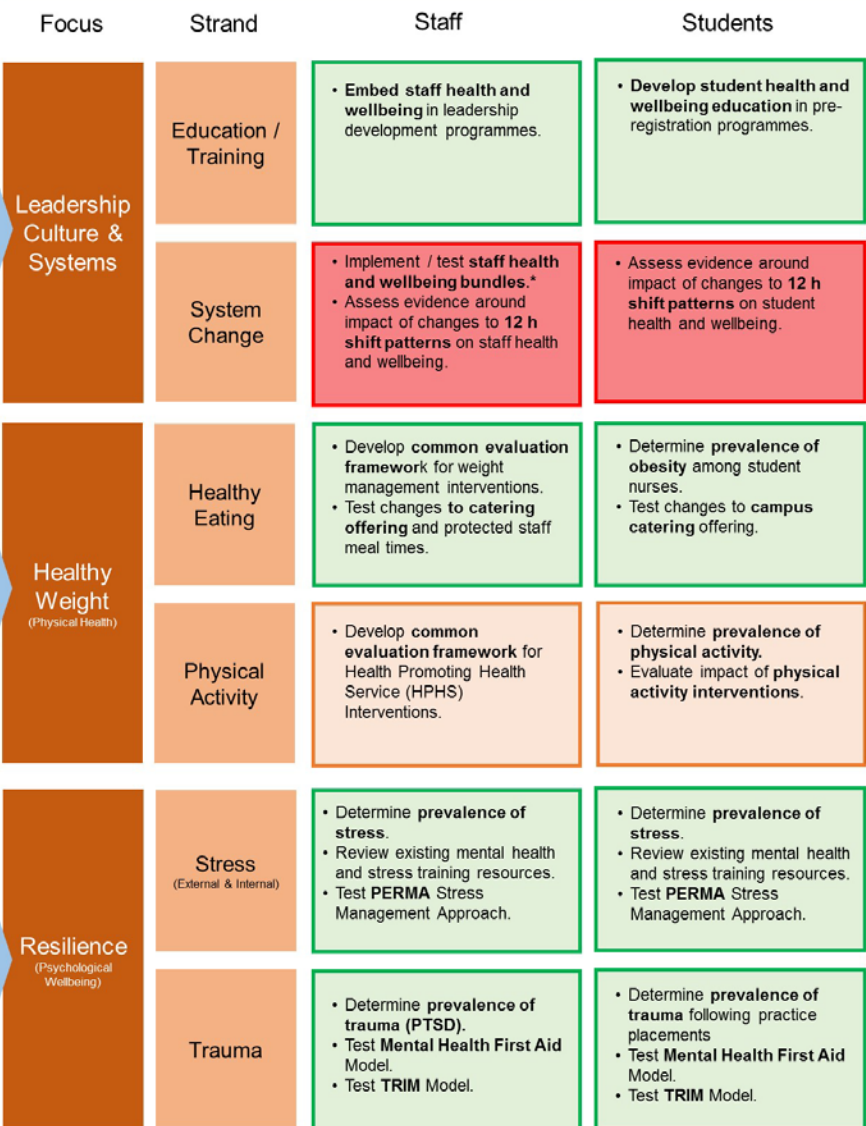 Focus
Strand
Staff
Students
Leadership
Culture &
Systems
Education /
Training
• Embed staff health and
wellbeing in leadership
development programmes.
• Develop student health and
wellbeing education in pre-
registration programmes.
System
Change
• Implement / test staff health
and wellbeing bundles.*
• Assess evidence around
impact of changes to 12 h
shift patterns on staff health
and wellbeing.
• Assess evidence around
impact of changes to 12 h
shift patterns on student
health and wellbeing.
Healthy
Weight
(Physical Health)
Healthy
Eating
• Develop common evaluation
framework for weight
management interventions.
• Test changes to catering
offering and protected staff
meal times.
• Determine prevalence of
obesity among student
nurses.
• Test changes to campus
catering offering.
Physical
Activity
• Develop common
evaluation framework for
Health Promoting Health
Service (HPHS)
Interventions.
• Determine prevalence of
physical activity.
• Evaluate impact of physical
activity interventions.
Resilience
(Psychological
Wellbeing)
Stress
(External & Internal)
• Determine prevalence of
stress.
• Review existing mental health
and stress training resources.
• Test PERMA Stress
Management Approach.
• Determine prevalence of
stress.
• Review existing mental health
and stress training resources.
• Test PERMA Stress
Management Approach.
Trauma
• Determine prevalence of
trauma (PTSD).
• Test Mental Health First Aid
Model.
• Test TRIM Model.
• Determine prevalence of
trauma following practice
placements
• Test Mental Health First Aid
Model.
• Test TRIM Model.